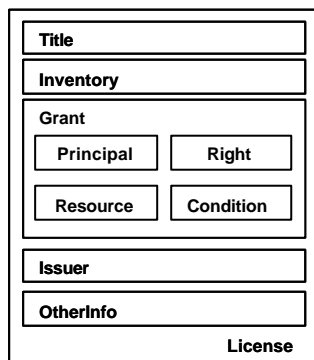 Title
Inventory
Grant
Principal Right
Resource Condition
Issuer
OtherInfo
License